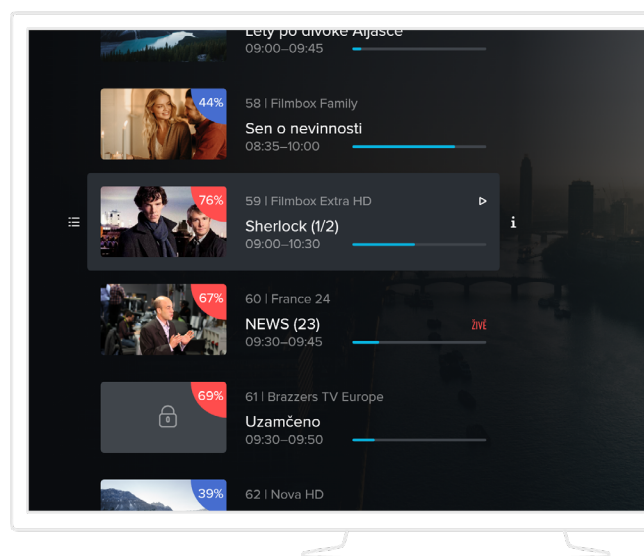 Lety po divoké Aljašce
09:00–09:45
44%
58 | Filmbox Family
Sen o nevinnosti
08:35–10:00
76%
59 | Filmbox Extra HD
Sherlock (1/2)
09:00–10:30
67%
60 | France 24
NEWS (23)
ŽIVĚ
09:30–09:45
69%
61 | Brazzers TV Europe
Uzamčeno
09:30–09:50
39%
62 | Nova HD